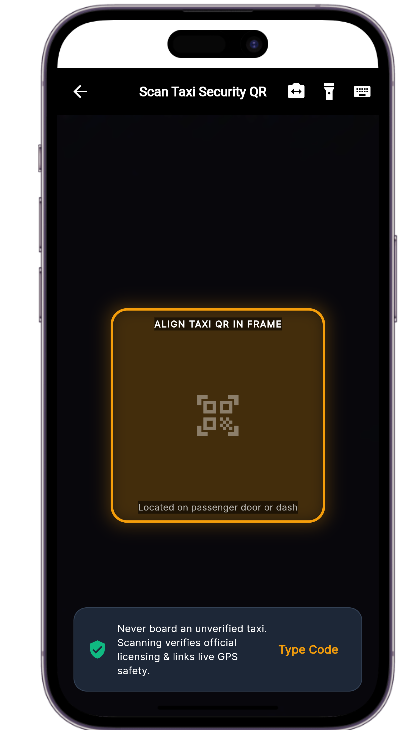 Scan Taxi Security QR
ALIGN TAXI QR IN FRAME
Located on passenger door or dash
Never board an unverified taxi.
Scanning verifies official
licensing & links live GPS
safety.
Type Code